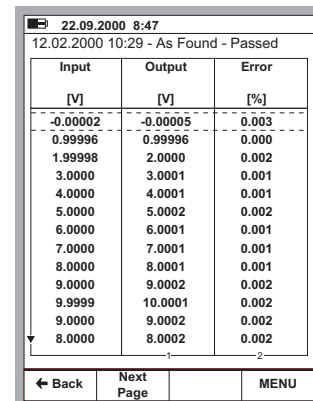 22.09.2000 8:47
12.02.2000 10:29 - As Found - Passed
Input Output Error
[V] [V] [%]
-0.00002 -0.00005 0.003
0.99996 0.99996 0.000
1.99998 2.0000 0.002
3.0000 3.0001 0.001
4.0000 4.0001 0.001
5.0000 5.0002 0.002
6.0000 6.0001 0.001
7.0000 7.0001 0.001
8.0000 8.0001 0.001
9.0000 9.0002 0.002
9.9999 10.0001 0.002
9.0000 9.0002 0.002
8.0000 8.0002 0.002
1 2
← Back Next Page MENU